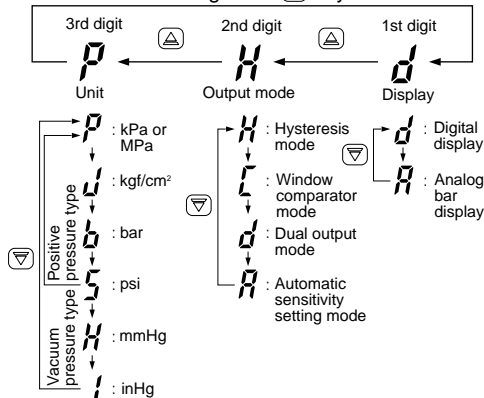 3rd digit 2nd digit 1st digit
P H d
Unit Output mode Display
P : kPa or MPa
J : kgf/cm²
b : bar
5 : psi
H : mmHg
I : inHg
Positive pressure type
Vacuum pressure type
H : Hysteresis mode
C : Window comparator mode
d : Dual output mode
A : Automatic sensitivity setting mode
d : Digital display
A : Analog bar display